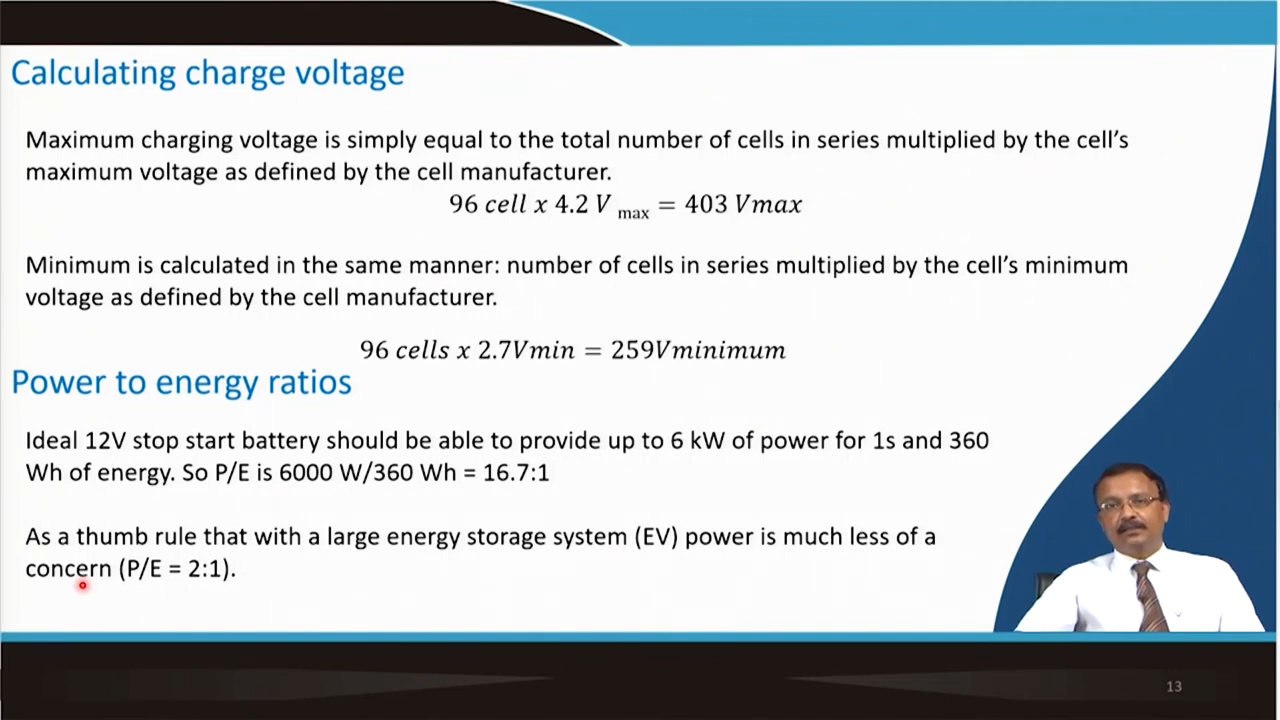 Calculating charge voltage
Maximum charging voltage is simply equal to the total number of cells in series multiplied by the cell's
maximum voltage as defined by the cell manufacturer.
96 cell x 4.2 V max = 403 Vmax
Minimum is calculated in the same manner: number of cells in series multiplied by the cell's minimum
voltage as defined by the cell manufacturer.
96 cells x 2.7Vmin = 259Vminimum
Power to energy ratios
Ideal 12V stop start battery should be able to provide up to 6 kW of power for 1s and 360
Wh of energy. So P/E is 6000 W/360 Wh = 16.7:1
As a thumb rule that with a large energy storage system (EV) power is much less of a
concern (P/E = 2:1).
13